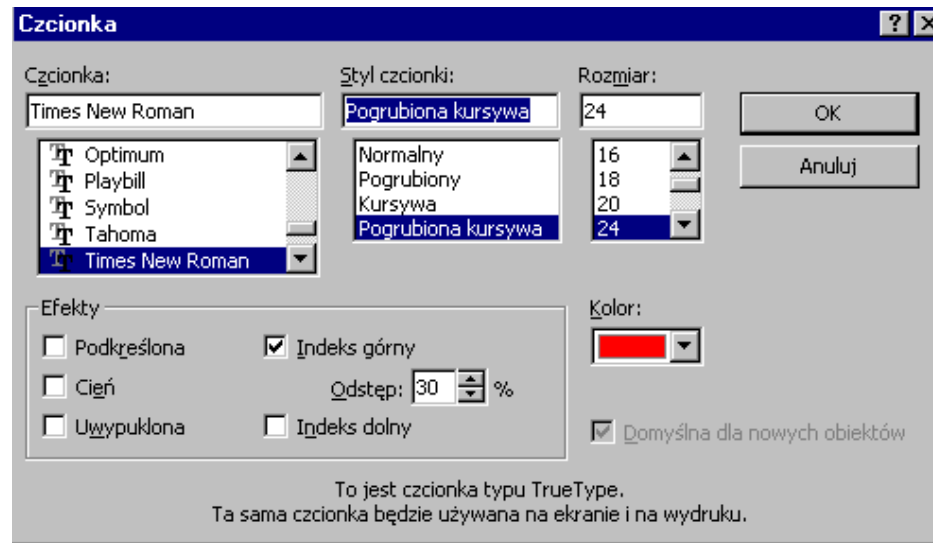 Czcionka
Czcionka: Styl czcionki: Rozmiar:
Times New Roman Pogrubiona kursywa 24 OK
Optimum Normalny 16 Anuluj
Playbill Pogrubiony 18
Symbol Kursywa 20
Tahoma Pogrubiona kursywa 24
Times New Roman
Efekty Kolor:
Podkreślona Indeks górny
Cień Odstęp: 30 %
Uwypuklona Indeks dolny Domyślna dla nowych obiektów
To jest czcionka typu TrueType.
Ta sama czcionka będzie używana na ekranie i na wydruku.